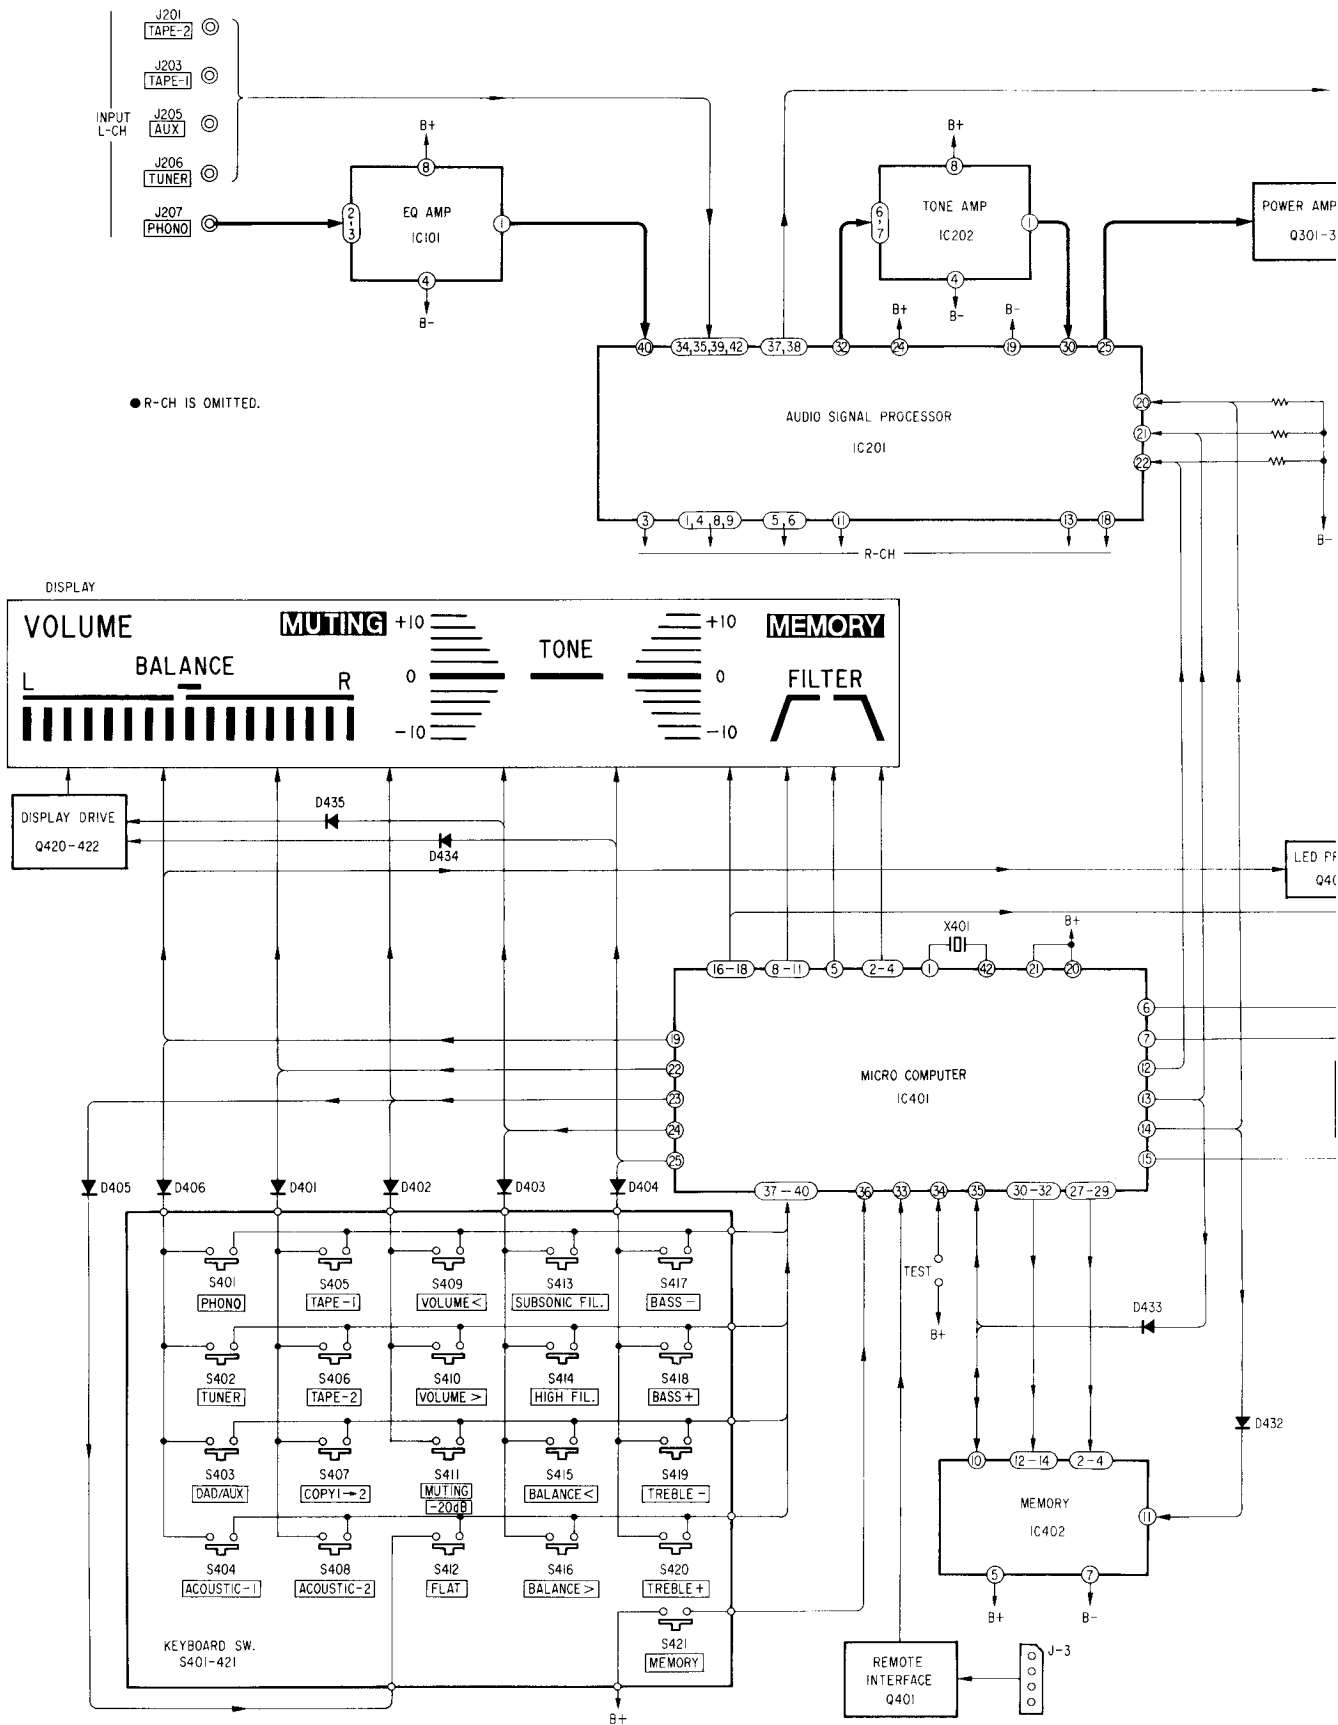 J201
TAPE-2
J203
TAPE-1
INPUT
L-CH
J205
AUX
J206
TUNER
J207
PHONO
B+
8
2,3
EQ AMP
IC101
1
4
B-
B+
8
6,7
TONE AMP
IC202
1
4
B-
POWER AMP
Q301-3
40
34,35,39,42
37,38
32
B+
24
B-
19
30
25
● R-CH IS OMITTED.
AUDIO SIGNAL PROCESSOR
IC201
20
21
22
B-
3
1,4,8,9
5,6
11
13
18
R-CH
DISPLAY
VOLUME
MUTING
+10
TONE
+10
MEMORY
BALANCE
L
R
0
0
FILTER
-10
-10
DISPLAY DRIVE
Q420-422
D435
D434
LED
X401
B+
16-18
8-11
5
2-4
1
42
21
20
6
19
7
22
MICRO COMPUTER
IC401
12
23
13
24
14
25
15
D405
D406
D401
D402
D403
D404
37-40
36
33
34
35
30-32
27-29
S401
PHONO
S405
TAPE-1
S409
VOLUME<
S413
SUBSONIC FIL.
S417
BASS-
TEST
B+
D433
S402
TUNER
S406
TAPE-2
S410
VOLUME>
S414
HIGH FIL.
S418
BASS+
D432
S403
DAD/AUX
S407
COPY1→2
S411
MUTING
-20dB
S415
BALANCE<
S419
TREBLE-
10
12-14
2-4
MEMORY
IC402
11
5
7
B+
B-
S404
ACOUSTIC-1
S408
ACOUSTIC-2
S412
FLAT
S416
BALANCE>
S420
TREBLE+
S421
MEMORY
KEYBOARD SW.
S401-421
B+
REMOTE
INTERFACE
Q401
J-3